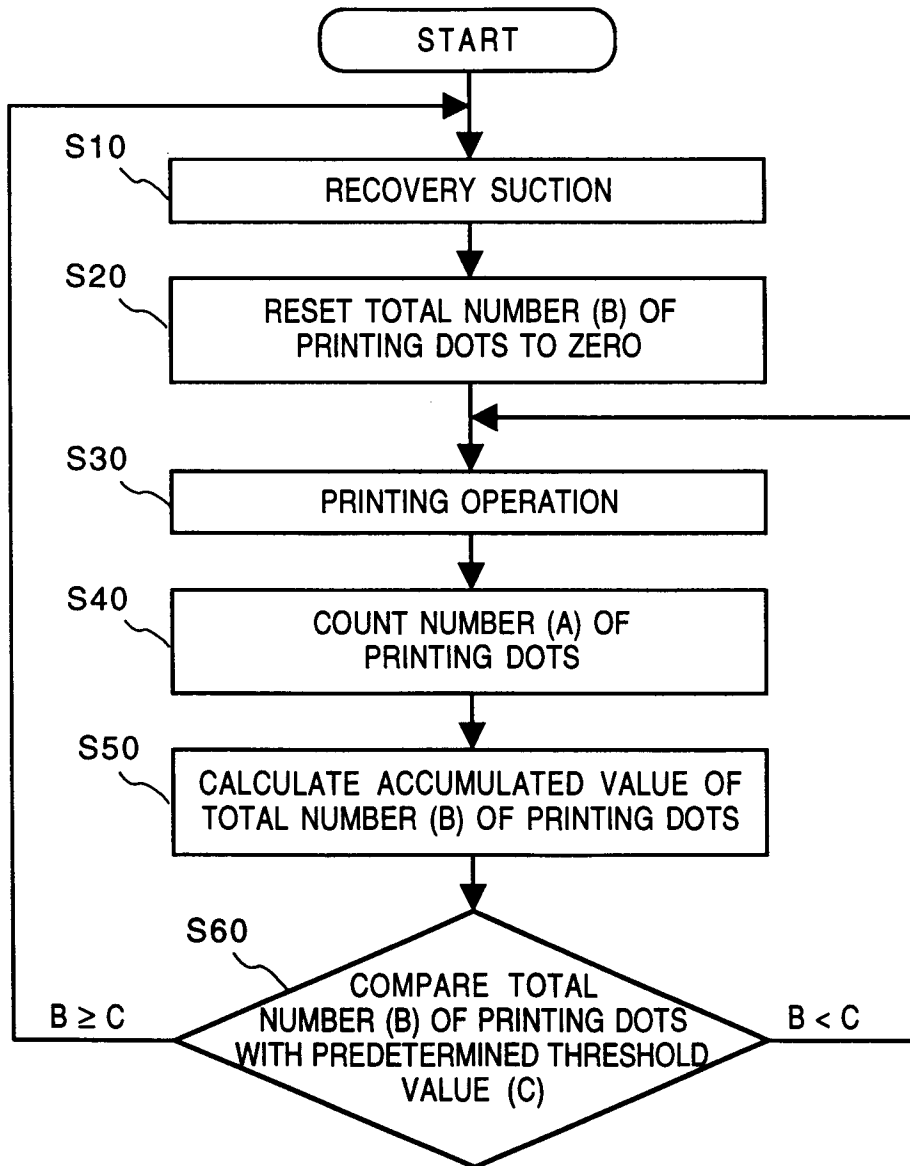 START
S10
RECOVERY SUCTION
S20
RESET TOTAL NUMBER (B) OF
PRINTING DOTS TO ZERO
S30
PRINTING OPERATION
S40
COUNT NUMBER (A) OF
PRINTING DOTS
S50
CALCULATE ACCUMULATED VALUE OF
TOTAL NUMBER (B) OF PRINTING DOTS
S60
COMPARE TOTAL
NUMBER (B) OF PRINTING DOTS
WITH PREDETERMINED THRESHOLD
VALUE (C)
B ≥ C
B < C